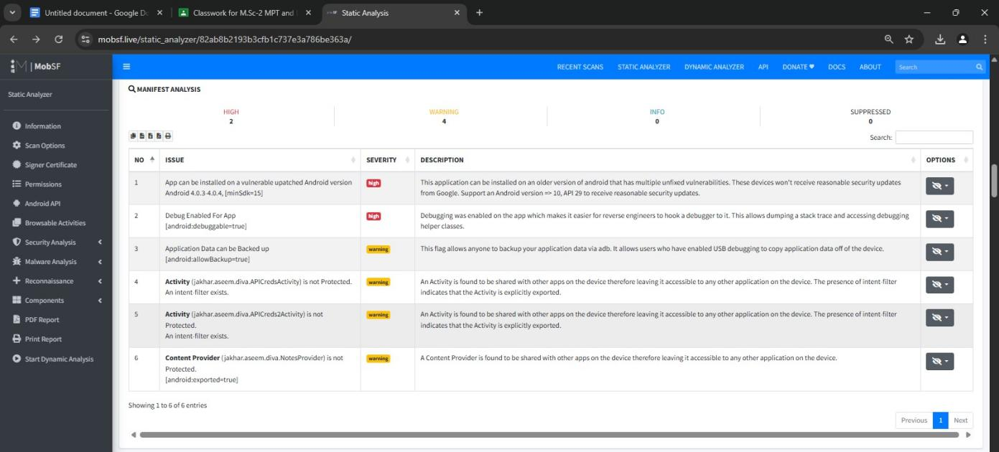 Untitled document - Google Do
Classwork for M.Sc-2 MPT and
Static Analysis
mobsf.live/static_analyzer/82ab8b2193b3cfb1c737e3a786be363a/
MobSF
RECENT SCANS
STATIC ANALYZER
DYNAMIC ANALYZER
API
DONATE
DOCS
ABOUT
Search
Static Analyzer
Information
Scan Options
Signer Certificate
Permissions
Android API
Browsable Activities
Security Analysis
Malware Analysis
Reconnaissance
Components
PDF Report
Print Report
Start Dynamic Analysis
MANIFEST ANALYSIS
HIGH
2
WARNING
4
INFO
0
SUPPRESSED
0
Search:
NO ISSUE SEVERITY DESCRIPTION OPTIONS
1
App can be installed on a vulnerable upatched Android version
Android 4.0.3-4.0.4, [minSdk=15]
high
This application can be installed on an older version of android that has multiple unfixed vulnerabilities. These devices won't receive reasonable security updates
from Google. Support an Android version => 10, API 29 to receive reasonable security updates.
2
Debug Enabled For App
[android:debuggable=true]
high
Debugging was enabled on the app which makes it easier for reverse engineers to hook a debugger to it. This allows dumping a stack trace and accessing debugging
helper classes.
3
Application Data can be Backed up
[android:allowBackup=true]
warning
This flag allows anyone to backup your application data via adb. It allows users who have enabled USB debugging to copy application data off of the device.
4
Activity (jakhar.aseem.diva.APICredsActivity) is not Protected.
An intent-filter exists.
warning
An Activity is found to be shared with other apps on the device therefore leaving it accessible to any other application on the device. The presence of intent-filter
indicates that the Activity is explicitly exported.
5
Activity (jakhar.aseem.diva.APICreds2Activity) is not
Protected.
An intent-filter exists.
warning
An Activity is found to be shared with other apps on the device therefore leaving it accessible to any other application on the device. The presence of intent-filter
indicates that the Activity is explicitly exported.
6
Content Provider (jakhar.aseem.diva.NotesProvider) is not
Protected.
[android:exported=true]
warning
A Content Provider is found to be shared with other apps on the device therefore leaving it accessible to any other application on the device.
Showing 1 to 6 of 6 entries
Previous 1 Next